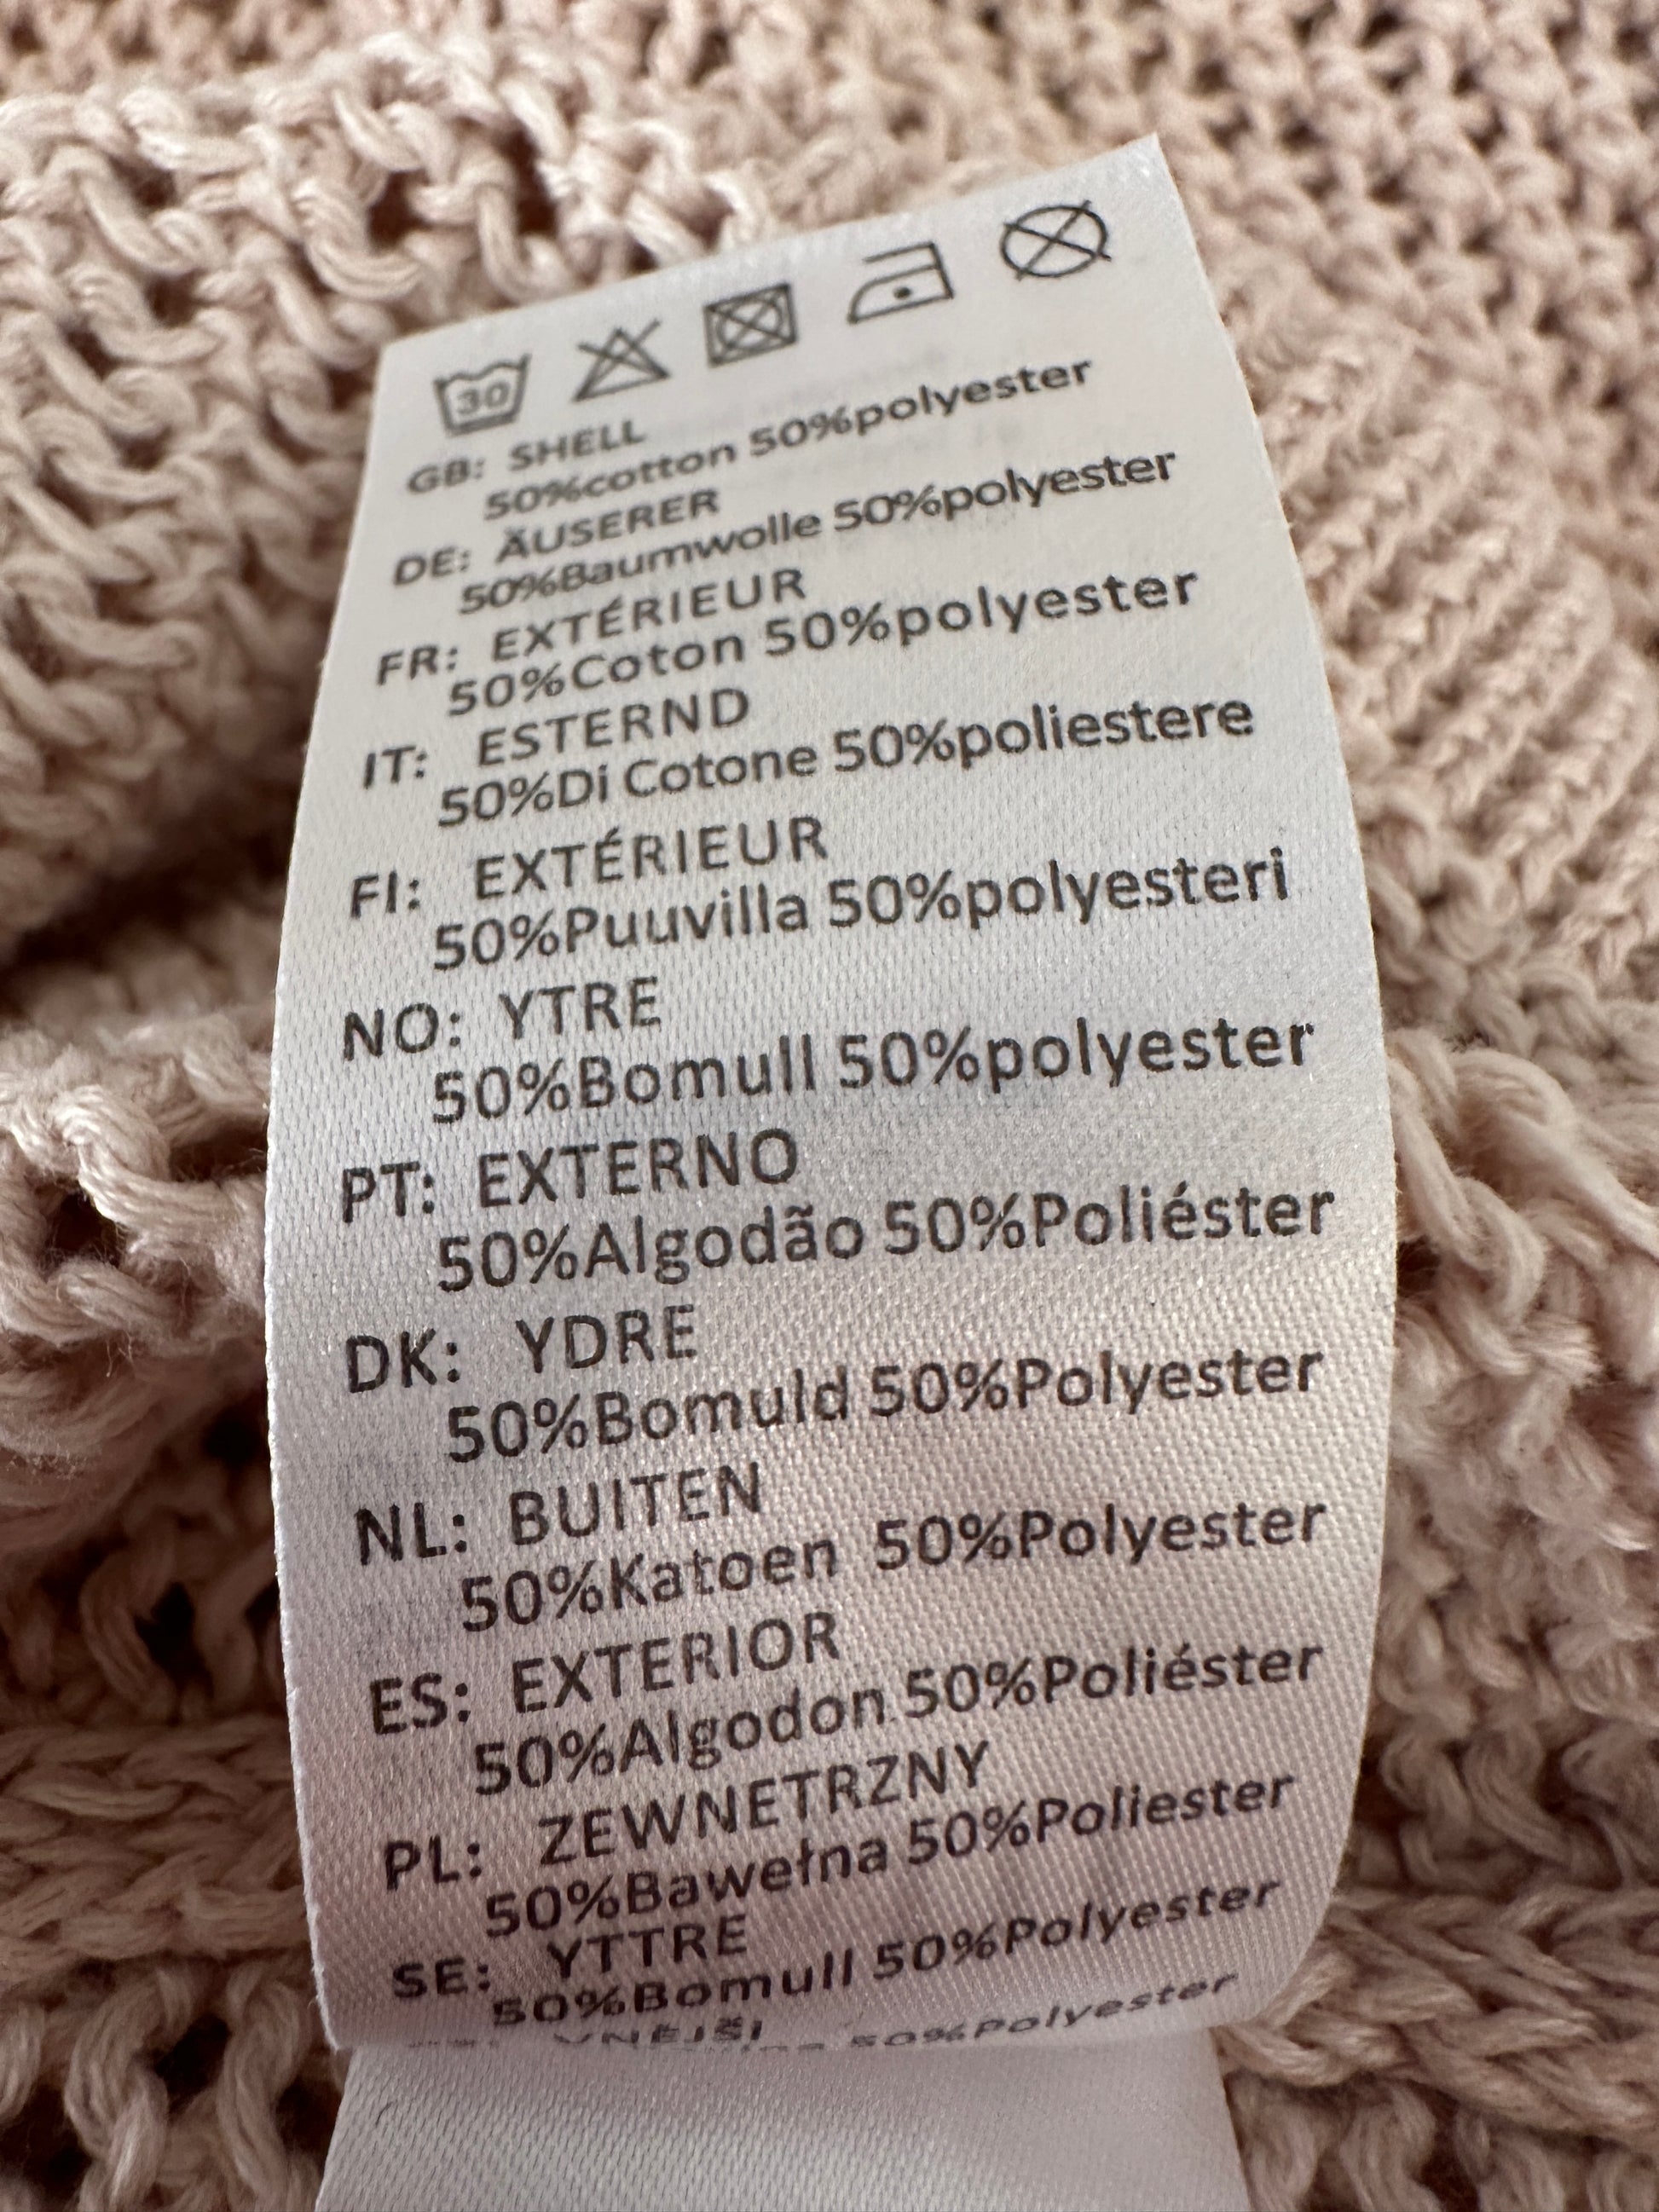 30
GB: SHELL
50%cotton 50%polyester
DE: ÄUSERER
50%Baumwolle 50%polyester
FR: EXTÉRIEUR
50%Coton 50%polyester
IT: ESTERND
50%Di Cotone 50%poliestere
FI: EXTÉRIEUR
50%Puuvilla 50%polyesteri
NO: YTRE
50%Bomull 50%polyester
PT: EXTERNO
50%Algodão 50%Poliéster
DK: YDRE
50%Bomuld 50%Polyester
NL: BUITEN
50%Katoen 50%Polyester
ES: EXTERIOR
50%Algodon 50%Poliéster
PL: ZEWNETRZNY
50%Bawełna 50%Poliester
SE: YTTRE
50%Bomull 50%Polyester
VNĚJŠI
50%Polyester